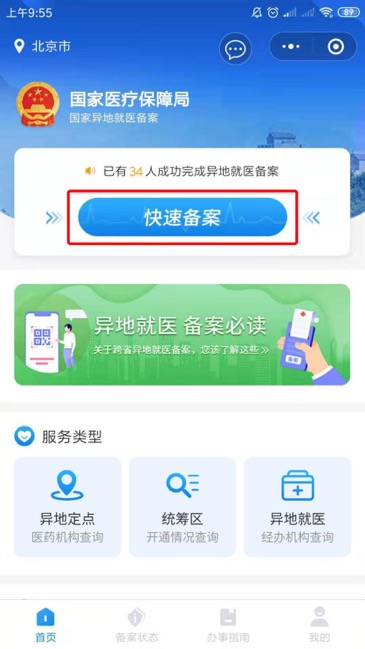 上午9:55
89
北京市
国家医疗保障局
国家异地就医备案
已有 34 人成功完成异地就医备案
快速备案
异地就医 备案必读
关于跨省异地就医备案，您该了解这些
备案
服务类型
异地定点
医药机构查询
统筹区
开通情况查询
异地就医
经办机构查询
首页
备案状态
办事指南
我的